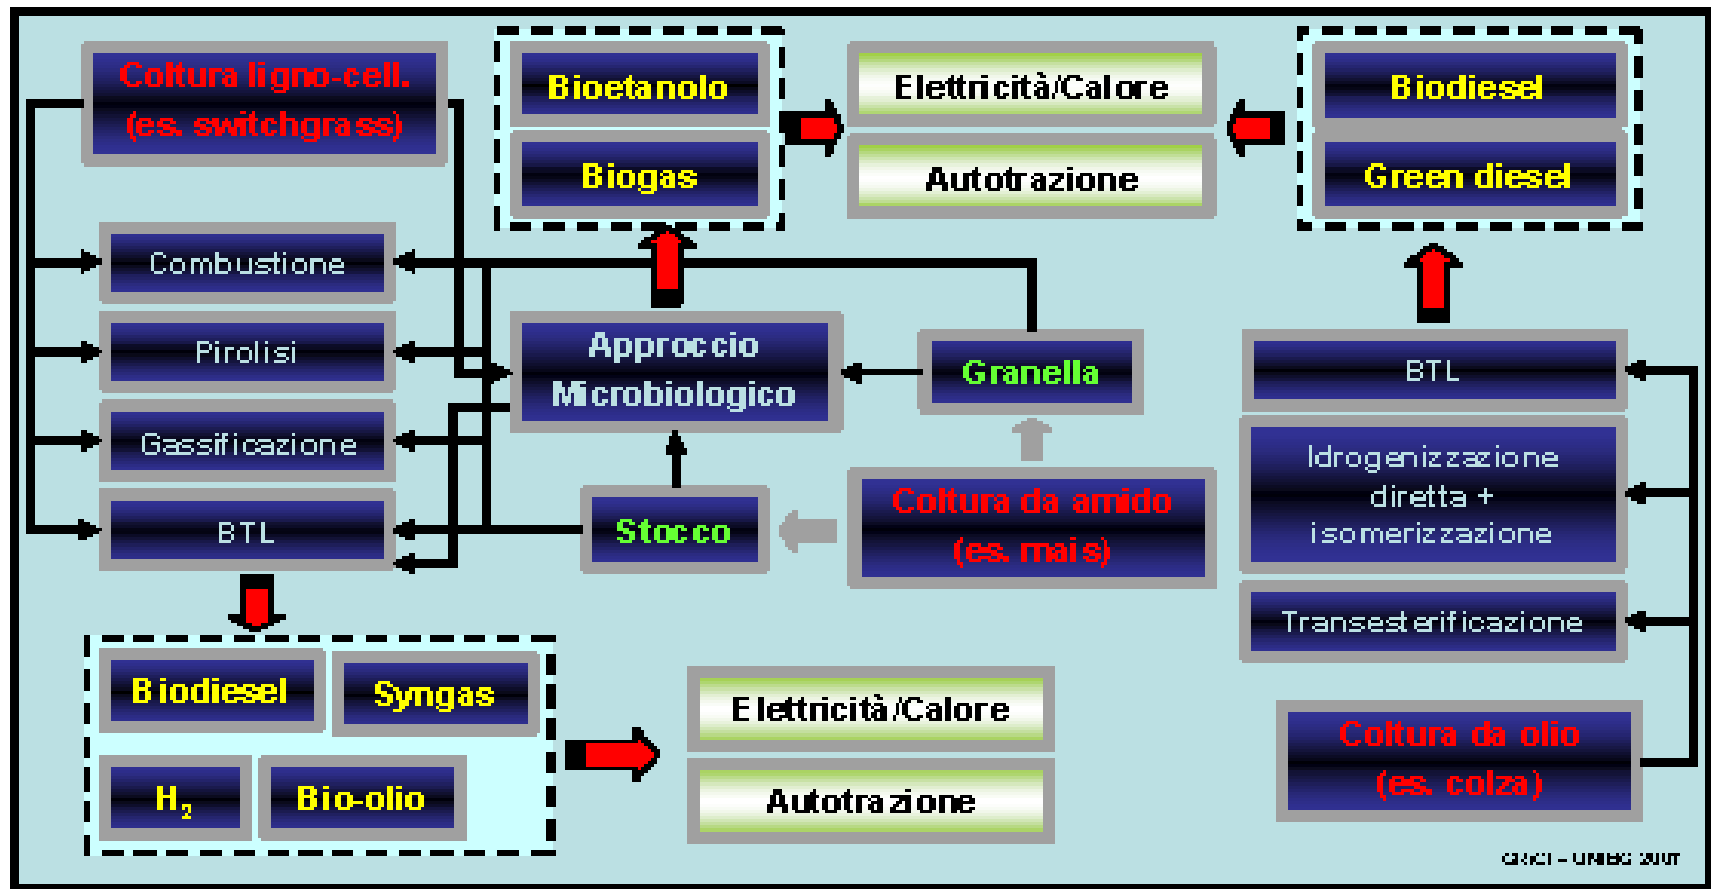 Coltura ligno-cell.
(es. switchgrass)
Bioetanolo
Biogas
Elettricità/Calore
Autotrazione
Biodiesel
Green diesel
Combustione
Pirolisi
Gassificazione
BTL
Approccio
Microbiologico
Granella
Stocco
Coltura da amido
(es. mais)
BTL
Idrogenizzazione
diretta +
isomerizzazione
Transesterificazione
Coltura da olio
(es. colza)
Biodiesel
Syngas
H₂
Bio-olio
Elettricità/Calore
Autotrazione
2007